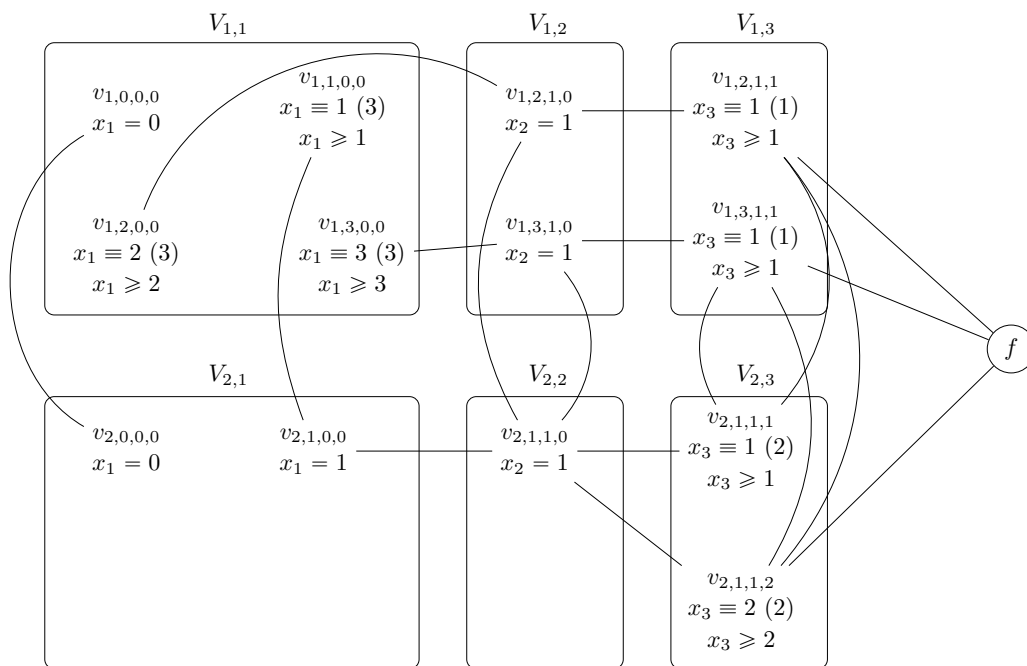 V_{1,1}
V_{1,2}
V_{1,3}
v_{1,0,0,0}
x_1 = 0
v_{1,1,0,0}
x_1 ≡ 1 (3)
x_1 ⩾ 1
v_{1,2,1,0}
x_2 = 1
v_{1,2,1,1}
x_3 ≡ 1 (1)
x_3 ⩾ 1
v_{1,2,0,0}
x_1 ≡ 2 (3)
x_1 ⩾ 2
v_{1,3,0,0}
x_1 ≡ 3 (3)
x_1 ⩾ 3
v_{1,3,1,0}
x_2 = 1
v_{1,3,1,1}
x_3 ≡ 1 (1)
x_3 ⩾ 1
f
V_{2,1}
V_{2,2}
V_{2,3}
v_{2,0,0,0}
x_1 = 0
v_{2,1,0,0}
x_1 = 1
v_{2,1,1,0}
x_2 = 1
v_{2,1,1,1}
x_3 ≡ 1 (2)
x_3 ⩾ 1
v_{2,1,1,2}
x_3 ≡ 2 (2)
x_3 ⩾ 2